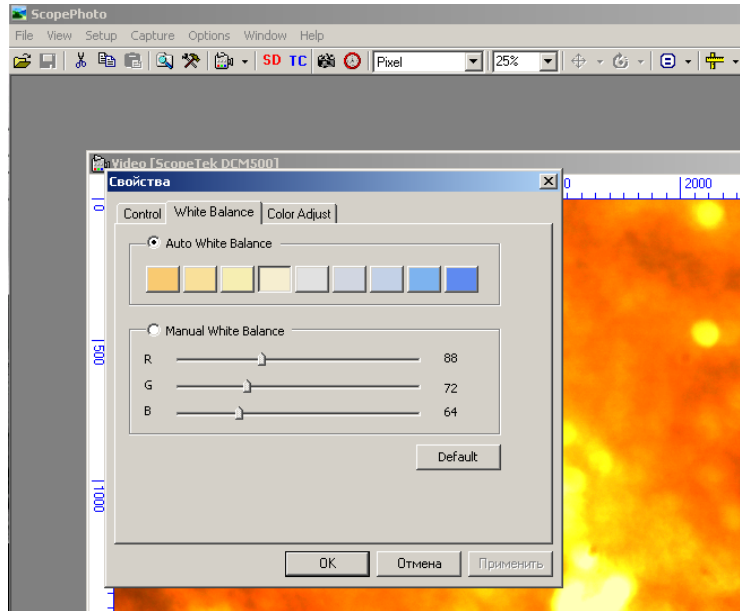 ScopePhoto
File View Setup Capture Options Window Help
SD TC Pixel 25%
Video [ScopeTek DCM500]
Свойства
0 2000
Control White Balance Color Adjust
0
Auto White Balance
Manual White Balance
500
R 88
G 72
B 64
Default
1000
OK Отмена Применить